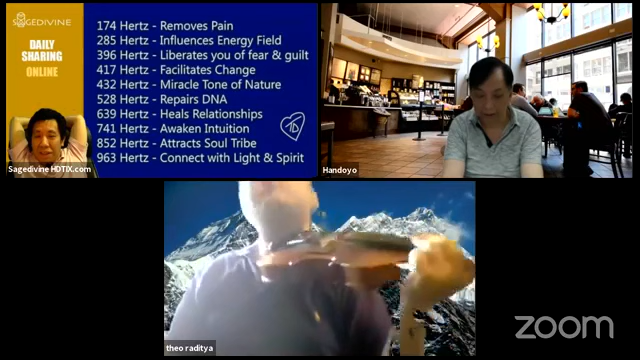 SAGEDIVINE
DAILY
SHARING
ONLINE
174 Hertz - Removes Pain
285 Hertz - Influences Energy Field
396 Hertz - Liberates you of fear & guilt
417 Hertz - Facilitates Change
432 Hertz - Miracle Tone of Nature
528 Hertz - Repairs DNA
639 Hertz - Heals Relationships
741 Hertz - Awaken Intuition
852 Hertz - Attracts Soul Tribe
963 Hertz - Connect with Light & Spirit
Sagedivine HDTIX.com
Handoyo
theo raditya
zoom